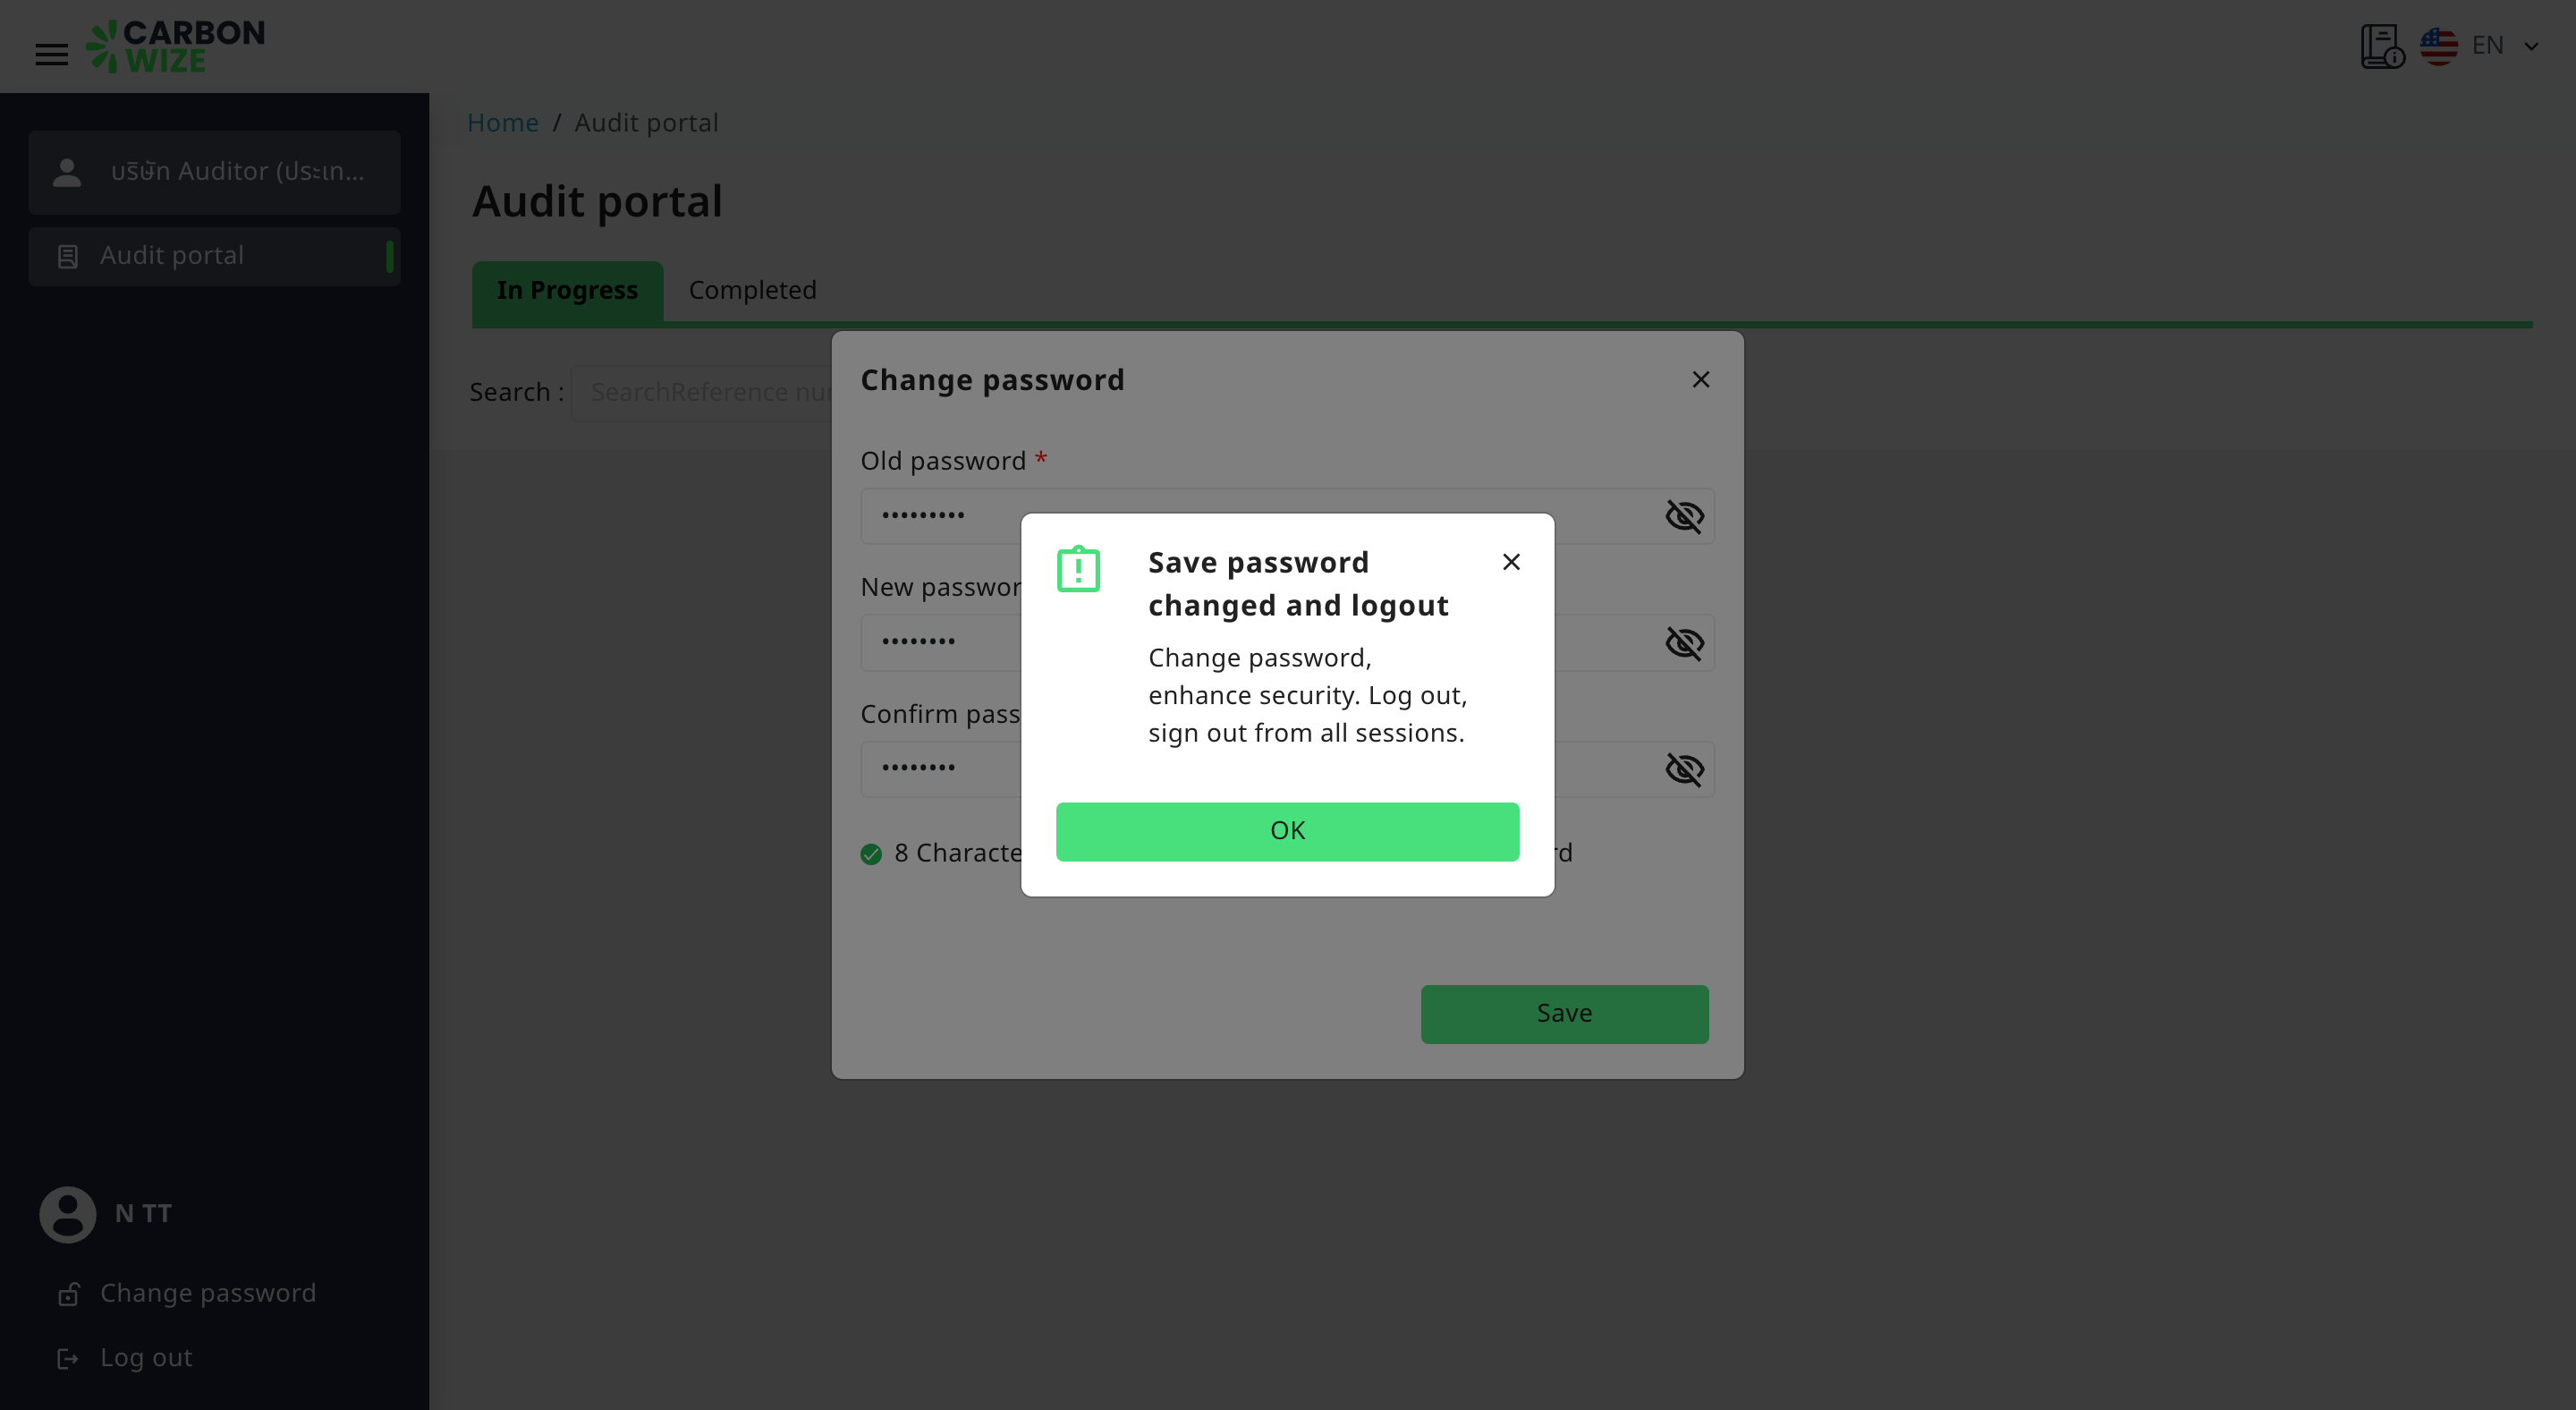 CARBON
WIZE
EN
บริษัท Auditor (ประเภ...
Audit portal
Home / Audit portal
Audit portal
In Progress
Completed
Search :
SearchReference nu
Change password
Old password *
•••••••••
New passwor
••••••••
Confirm pass
••••••••
8 Characte
rd
Save
Save password
changed and logout
Change password,
enhance security. Log out,
sign out from all sessions.
OK
N TT
Change password
Log out